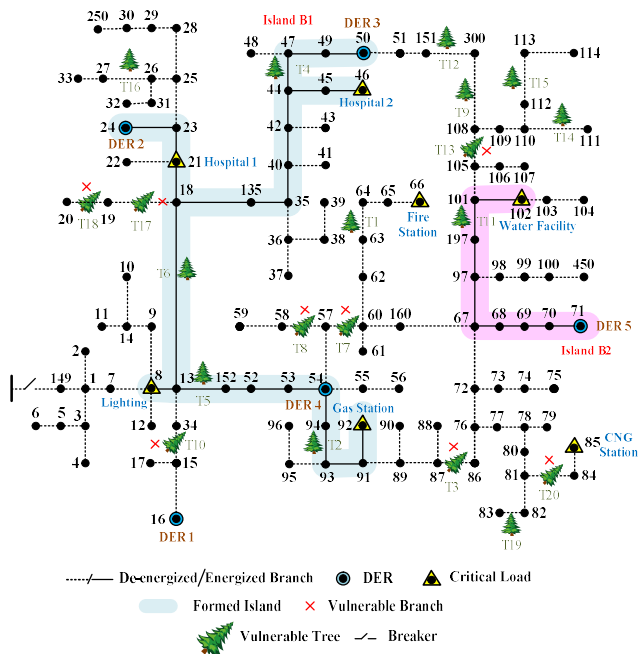 250 30 29 28
Island B1 DER 3
48 47 49 50 51 151 T12 300 113 114
33 27 T16 26 25 T4 T15
44 45 46
32 31 Hospital 2 T9 112
24 23 42 43 108 109 110 T14 111
DER 2 T13
22 21 Hospital 1 40 41 105 106 107
20 T18 19 T17 18 135 35 39 64 65 66 101 102 103 104
T1 Fire Station T11 Water Facility
36 38 63 197
10 T6 37 62 97 98 99 100 450
11 14 9 59 58 T8 57 T7 60 160 67 68 69 70 71 DER 5
2 61 Island B2
149 1 7 8 13 152 52 53 54 55 56 72 73 74 75
Lighting T5 DER 4 Gas Station
6 5 3 12 34 T10 96 94 T2 92 90 88 76 77 78 79 85 CNG Station
80
4 17 15 95 93 91 89 87 T3 86 81 T20 84
16 83 T19 82
DER 1
De-energized/Energized Branch DER Critical Load
Formed Island Vulnerable Branch
Vulnerable Tree Breaker